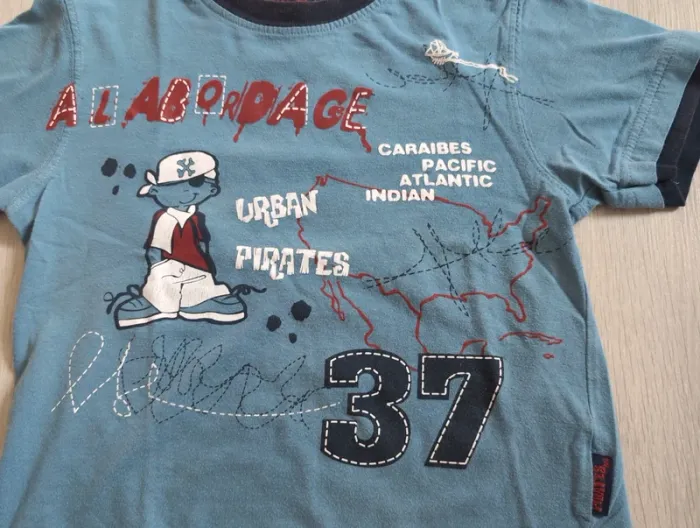 A L'ABORDAGE
CARAIBES
PACIFIC
ATLANTIC
INDIAN
URBAN
PIRATES
37